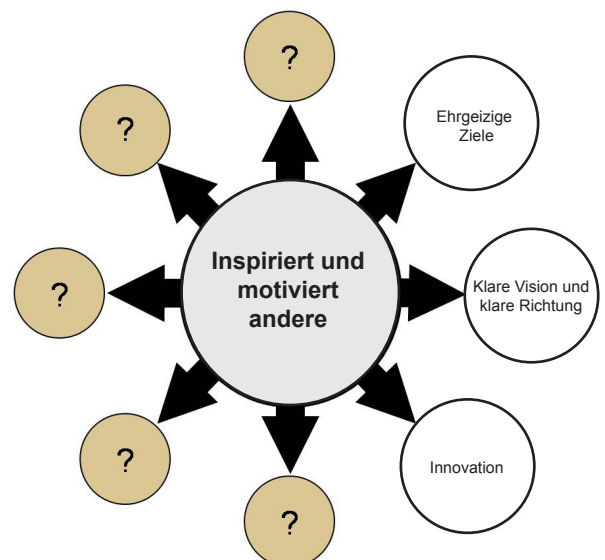 ?
?
Ehrgeizige
Ziele
?
Inspiriert und
motiviert
andere
Klare Vision und
klare Richtung
?
Innovation
?